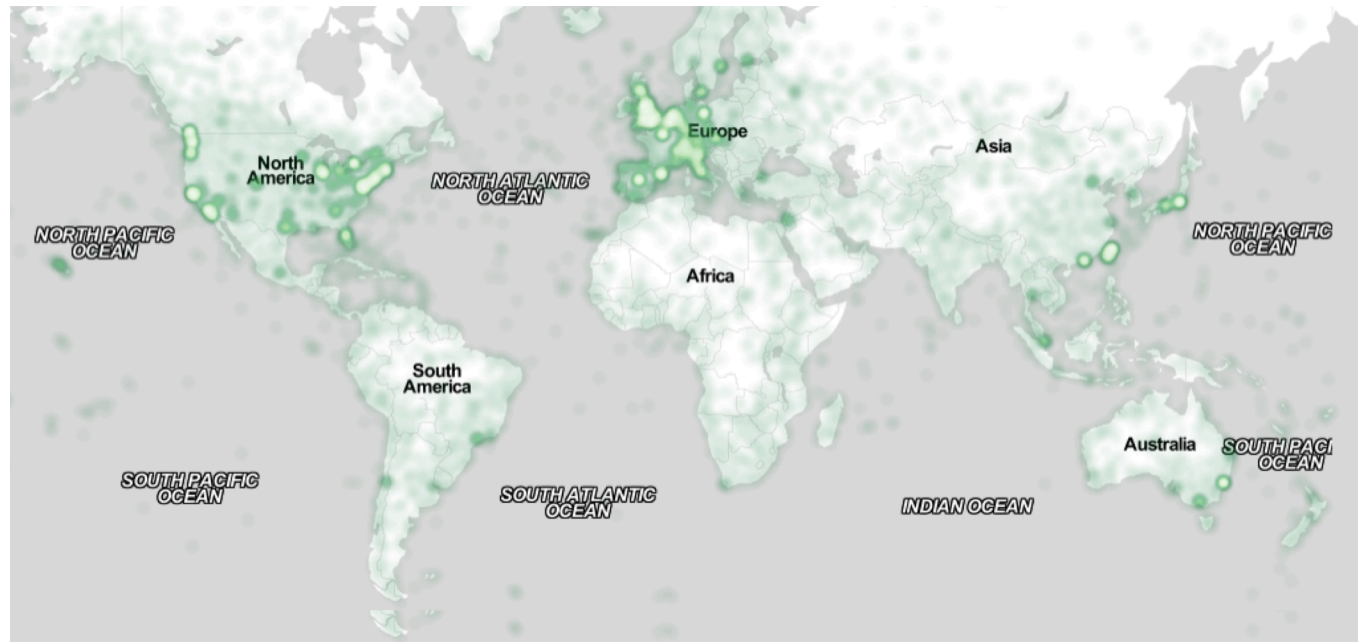 Europe
Asia
North
America
NORTH ATLANTIC
OCEAN
NORTH PACIFIC
OCEAN
NORTH PACIFIC
OCEAN
Africa
South
America
Australia
SOUTH PACI
OCEAN
SOUTH PACIFIC
OCEAN
SOUTH ATLANTIC
OCEAN
INDIAN OCEAN